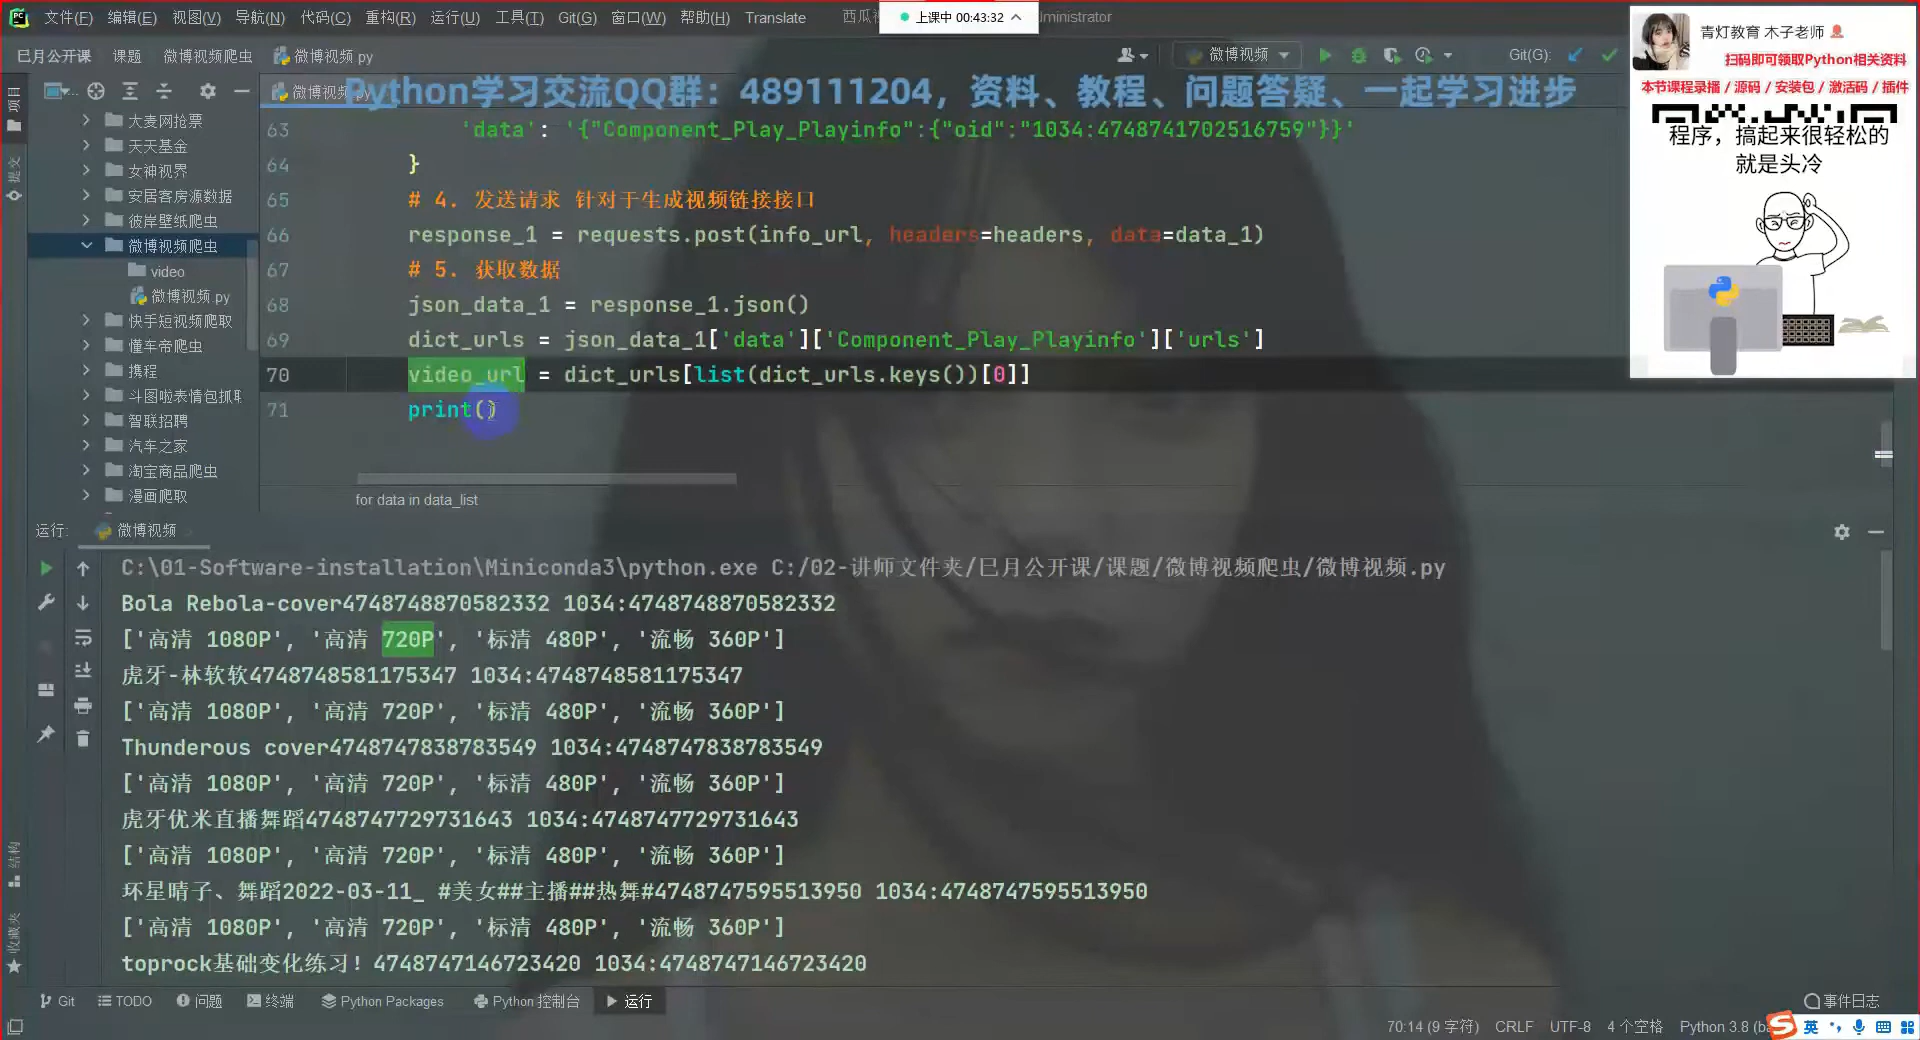 文件(F) 编辑(E) 视图(V) 导航(N) 代码(C) 重构(R) 运行(U) 工具(T) Git(G) 窗口(W) 帮助(H) Translate
上课中 00:43:32
巳月公开课 课题 微博视频爬虫 微博视频 py
微博视频
Git(G):
Python学习交流QQ群：489111204，资料、教程、问题答疑、一起学习进步
青灯教育 木子老师
扫码即可领取Python相关资料
本节课程录播 / 源码 / 安装包 / 激活码 / 插件
程序，搞起来很轻松的
就是头冷
项目
提交
大麦网抢票
天天基金
女神视界
安居客房源数据
彼岸壁纸爬虫
微博视频爬虫
video
微博视频.py
快手短视频爬取
懂车帝爬虫
携程
斗图啦表情包抓取
智联招聘
汽车之家
淘宝商品爬虫
漫画爬取
63 'data': '{"Component_Play_Playinfo":{"oid":"1034:4748741702516759"}}'
64 }
65 # 4. 发送请求 针对于生成视频链接接口
66 response_1 = requests.post(info_url, headers=headers, data=data_1)
67 # 5. 获取数据
68 json_data_1 = response_1.json()
69 dict_urls = json_data_1['data']['Component_Play_Playinfo']['urls']
70 video_url = dict_urls[list(dict_urls.keys())[0]]
71 print()
for data in data_list
运行: 微博视频
C:\01-Software-installation\Miniconda3\python.exe C:/02-讲师文件夹/巳月公开课/课题/微博视频爬虫/微博视频.py
Bola Rebola-cover4748748870582332 1034:4748748870582332
['高清 1080P', '高清 720P', '标清 480P', '流畅 360P']
虎牙-林软软4748748581175347 1034:4748748581175347
['高清 1080P', '高清 720P', '标清 480P', '流畅 360P']
Thunderous cover4748747838783549 1034:4748747838783549
['高清 1080P', '高清 720P', '标清 480P', '流畅 360P']
虎牙优米直播舞蹈4748747729731643 1034:4748747729731643
['高清 1080P', '高清 720P', '标清 480P', '流畅 360P']
环星晴子、舞蹈2022-03-11_ #美女##主播##热舞#4748747595513950 1034:4748747595513950
['高清 1080P', '高清 720P', '标清 480P', '流畅 360P']
toprock基础变化练习! 4748747146723420 1034:4748747146723420
结构
收藏夹
Git TODO 问题 终端 Python Packages Python 控制台 运行 事件日志
70:14 (9 字符) CRLF UTF-8 4 个空格 Python 3.8
英